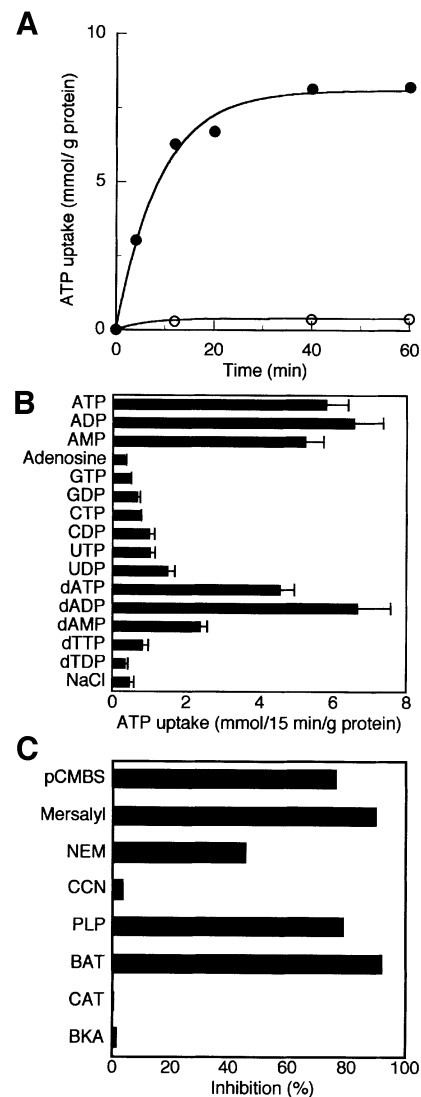 A
10
5
0
ATP uptake (mmol/ g protein)
0 20 40 60
Time (min)
B
ATP
ADP
AMP
Adenosine
GTP
GDP
CTP
CDP
UTP
UDP
dATP
dADP
dAMP
dTTP
dTDP
NaCl
0 2 4 6 8
ATP uptake (mmol/15 min/g protein)
C
pCMBS
Mersalyl
NEM
CCN
PLP
BAT
CAT
BKA
0 20 40 60 80 100
Inhibition (%)